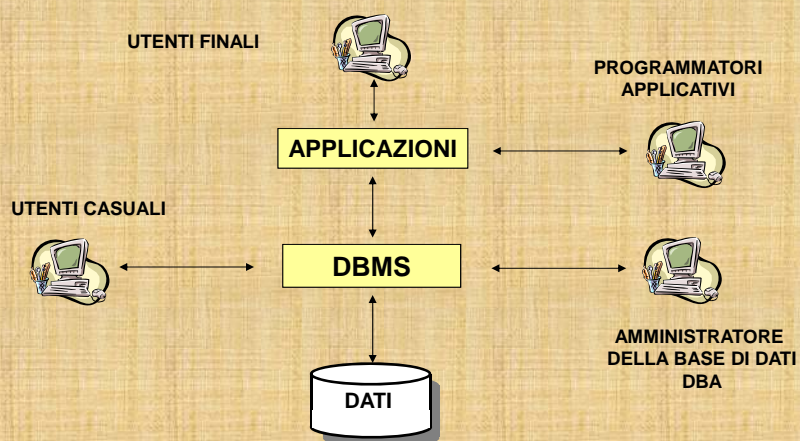 UTENTI FINALI
PROGRAMMATORI
APPLICATIVI
APPLICAZIONI
UTENTI CASUALI
DBMS
AMMINISTRATORE
DELLA BASE DI DATI
DBA
DATI